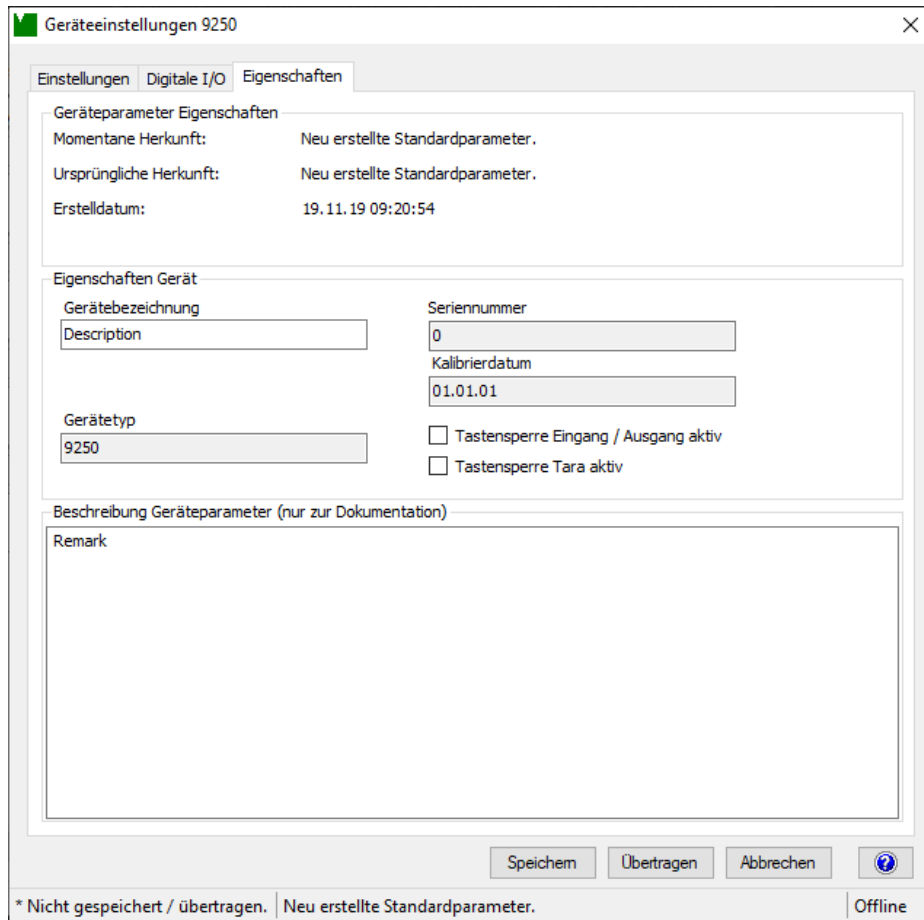 Geräteeinstellungen 9250
Einstellungen Digitale I/O Eigenschaften
Geräteparameter Eigenschaften
Momentane Herkunft: Neu erstellte Standardparameter.
Ursprüngliche Herkunft: Neu erstellte Standardparameter.
Erstelldatum: 19.11.19 09:20:54
Eigenschaften Gerät
Gerätebezeichnung Seriennummer
Description 0
Kalibrierdatum
01.01.01
Gerätetyp
9250
Tastensperre Eingang / Ausgang aktiv
Tastensperre Tara aktiv
Beschreibung Geräteparameter (nur zur Dokumentation)
Remark
Speichern Übertragen Abbrechen ?
* Nicht gespeichert / übertragen. Neu erstellte Standardparameter. Offline